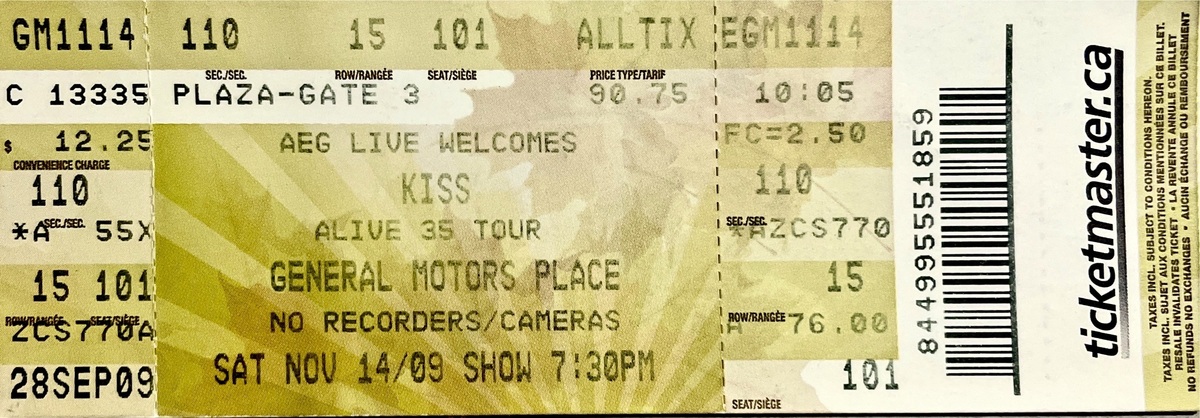 GM1114 110 15 101 ALLTIX EGM1114
SEC./SEC. ROW/RANGÉE SEAT/SIÈGE PRICE TYPE/TARIF
C 13335 PLAZA-GATE 3 90.75 10:05
$ 12.25 AEG LIVE WELCOMES FC=2.50
CONVENIENCE CHARGE
110 KISS 110
SEC./SEC. SEC./SEC.
*A 55X ALIVE 35 TOUR *AZCS770
15 101 GENERAL MOTORS PLACE 15
ROW/RANGÉE SEAT/SIÈGE ROW/RANGÉE
ZCS770A NO RECORDERS/CAMERAS A 76.00
28SEP09 SAT NOV 14/09 SHOW 7:30PM 101
SEAT/SIÈGE
844995551859
ticketmaster.ca
TAXES INCL. SUBJECT TO CONDITIONS HEREON.
TAXES INCL. SUJET AUX CONDITIONS MENTIONNÉES SUR CE BILLET.
RESALE INVALIDATES TICKET • LA REVENTE ANNULE CE BILLET
NO REFUNDS NO EXCHANGES • AUCUN ÉCHANGE OU REMBOURSEMENT